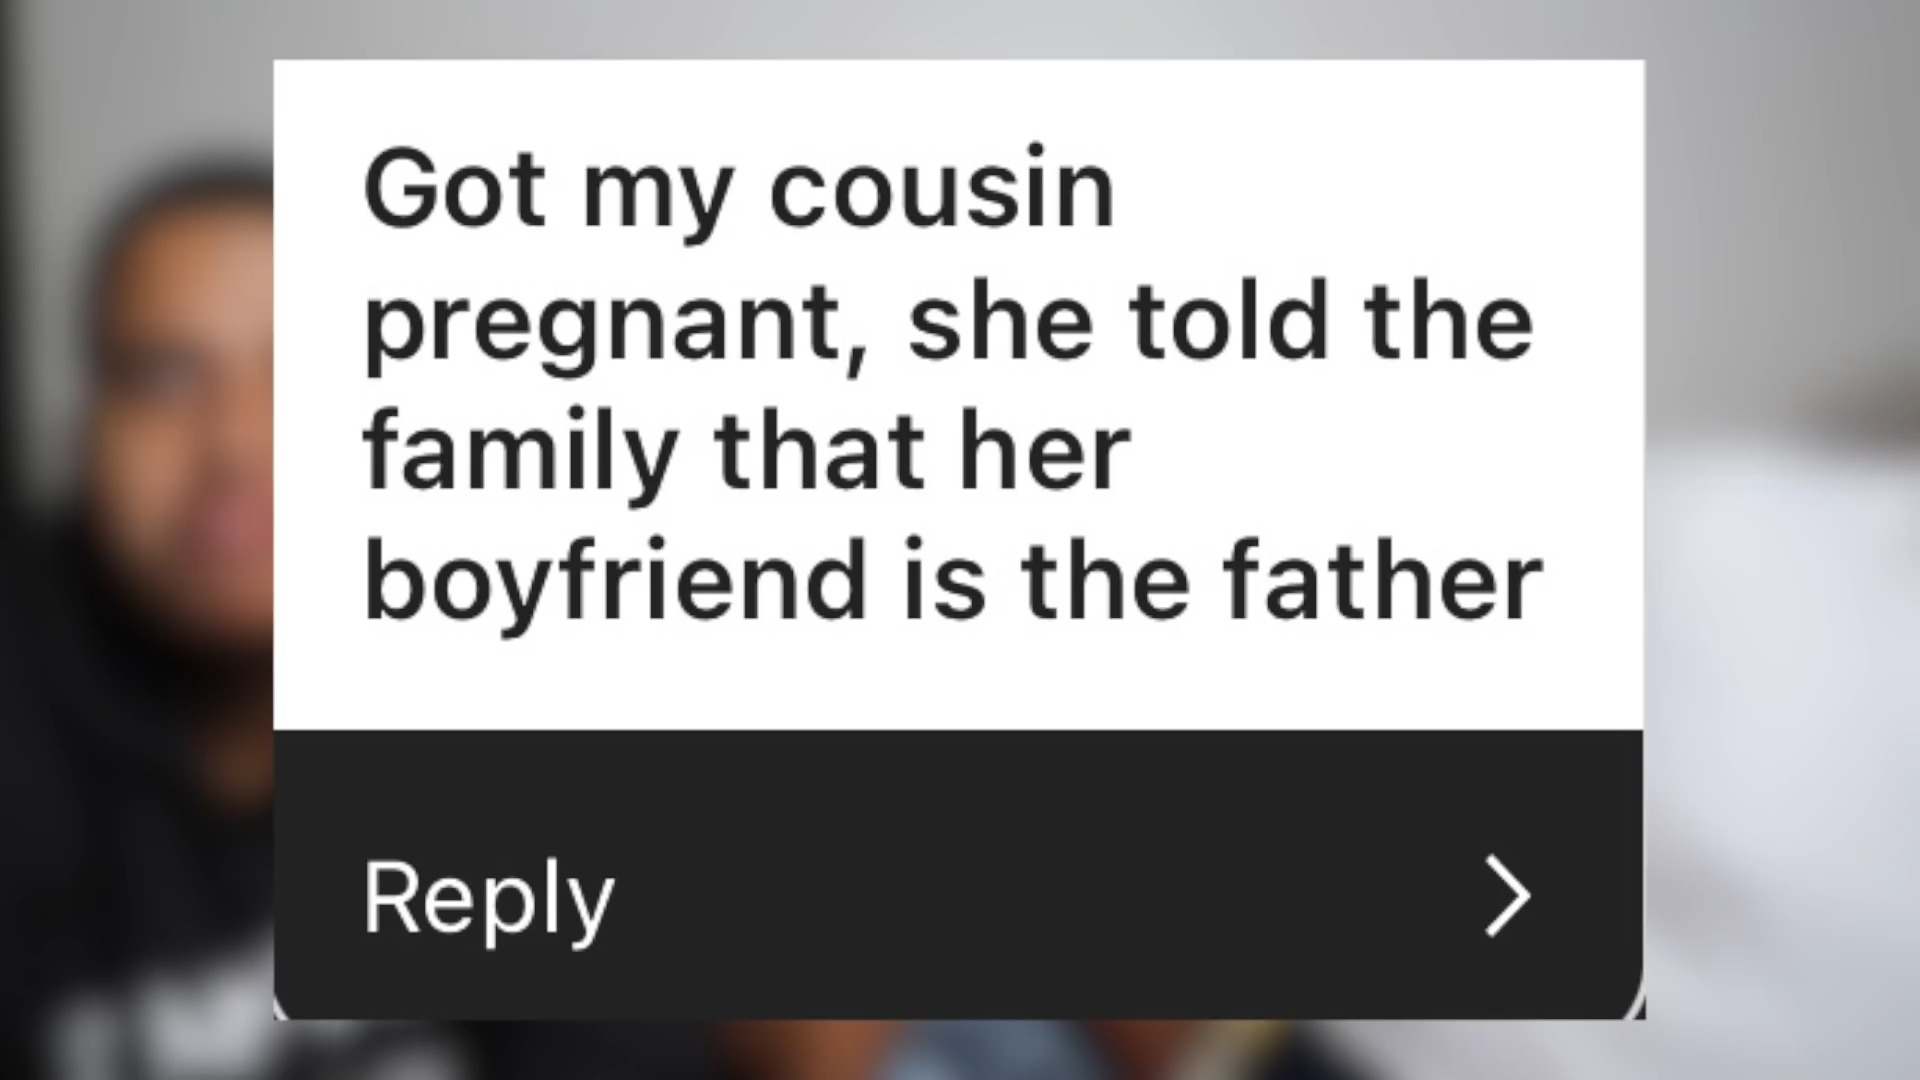 Got my cousin
pregnant, she told the
family that her
boyfriend is the father
Reply